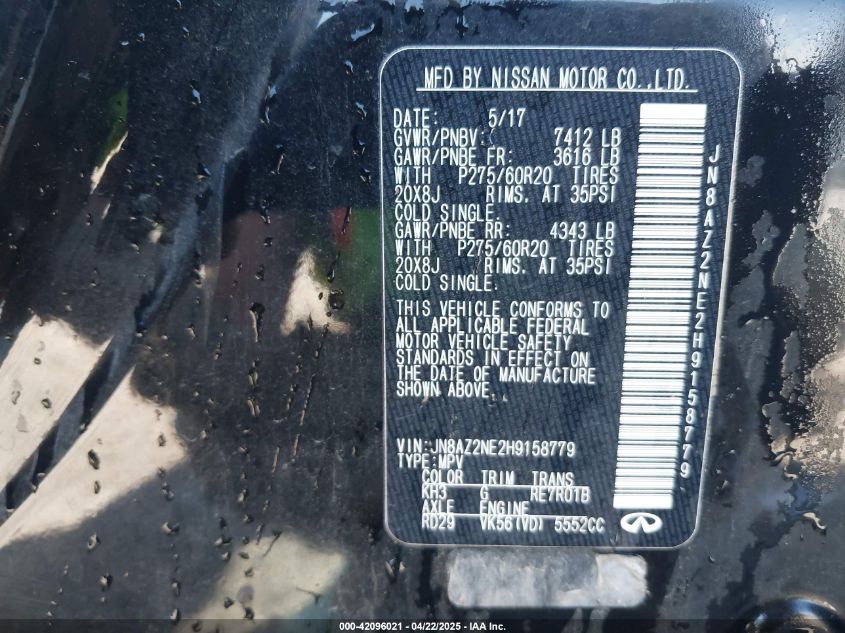 MFD BY NISSAN MOTOR CO.,LTD.
DATE: 5/17
GVWR/PNBV: 7412 LB
GAWR/PNBE FR: 3616 LB
WITH P275/60R20 TIRES
20X8J RIMS. AT 35PSI
COLD SINGLE.
GAWR/PNBE RR: 4343 LB
WITH P275/60R20 TIRES
20X8J RIMS. AT 35PSI
COLD SINGLE.
THIS VEHICLE CONFORMS TO
ALL APPLICABLE FEDERAL
MOTOR VEHICLE SAFETY
STANDARDS IN EFFECT ON
THE DATE OF MANUFACTURE
SHOWN ABOVE.
VIN:JN8AZ2NE2H9158779
TYPE:MPV
COLOR TRIM TRANS
KH3 G RE7R01B
AXLE ENGINE
RD29 VK56(VD) 5552CC
JN8AZ2NE2H9158779
000-42096021 - 04/22/2025 - IAA Inc.